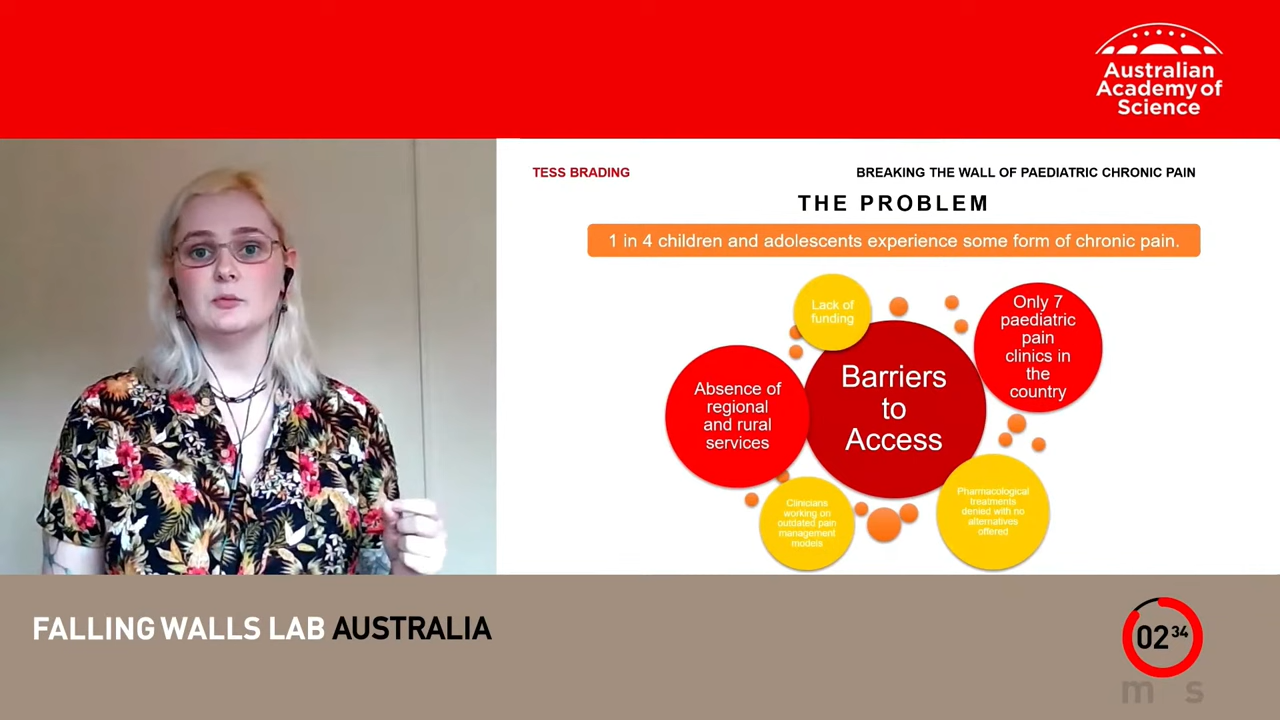 Australian
Academy of
Science
TESS BRADING
BREAKING THE WALL OF PAEDIATRIC CHRONIC PAIN
THE PROBLEM
1 in 4 children and adolescents experience some form of chronic pain.
Lack of
funding
Only 7
paediatric
pain
clinics in
the
country
Barriers
to
Access
Absence of
regional
and rural
services
Clinicians
working on
outdated pain
management
models
Pharmacological
treatments
denied with no
alternatives
offered
FALLING WALLS LAB AUSTRALIA
02 34
m s